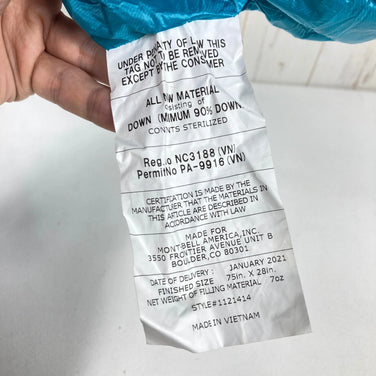 UNDER PENALTY OF LAW THIS
TAG NOT TO BE REMOVED
EXCEPT BY THE CONSUMER
ALL NEW MATERIAL
consisting of
DOWN (MIMUM 90% DOWN
CONTENTS STERILIZED
Reg.no NC3188 (VN)
PermitNo PA-9916 (VN)
CERTIFICATION IS MADE BY THE
MANUFACTUER THAT THE MATERIALS IN
THIS ARTICLE ARE DESCRIBED IN
ACCORDANCE WITH LAW
MADE FOR
MONTBELL AMERICA,INC.
3550 FRONTIER AVENUE UNIT B
BOULDER,CO 80301
DATE OF DELIVERY : JANUARY 2021
FINISHED SIZE 75in. X 28in.
NET WEIGHT OF FILLING MATERIAL . 7oz
STYLE#1121414
MADE IN VIETNAM